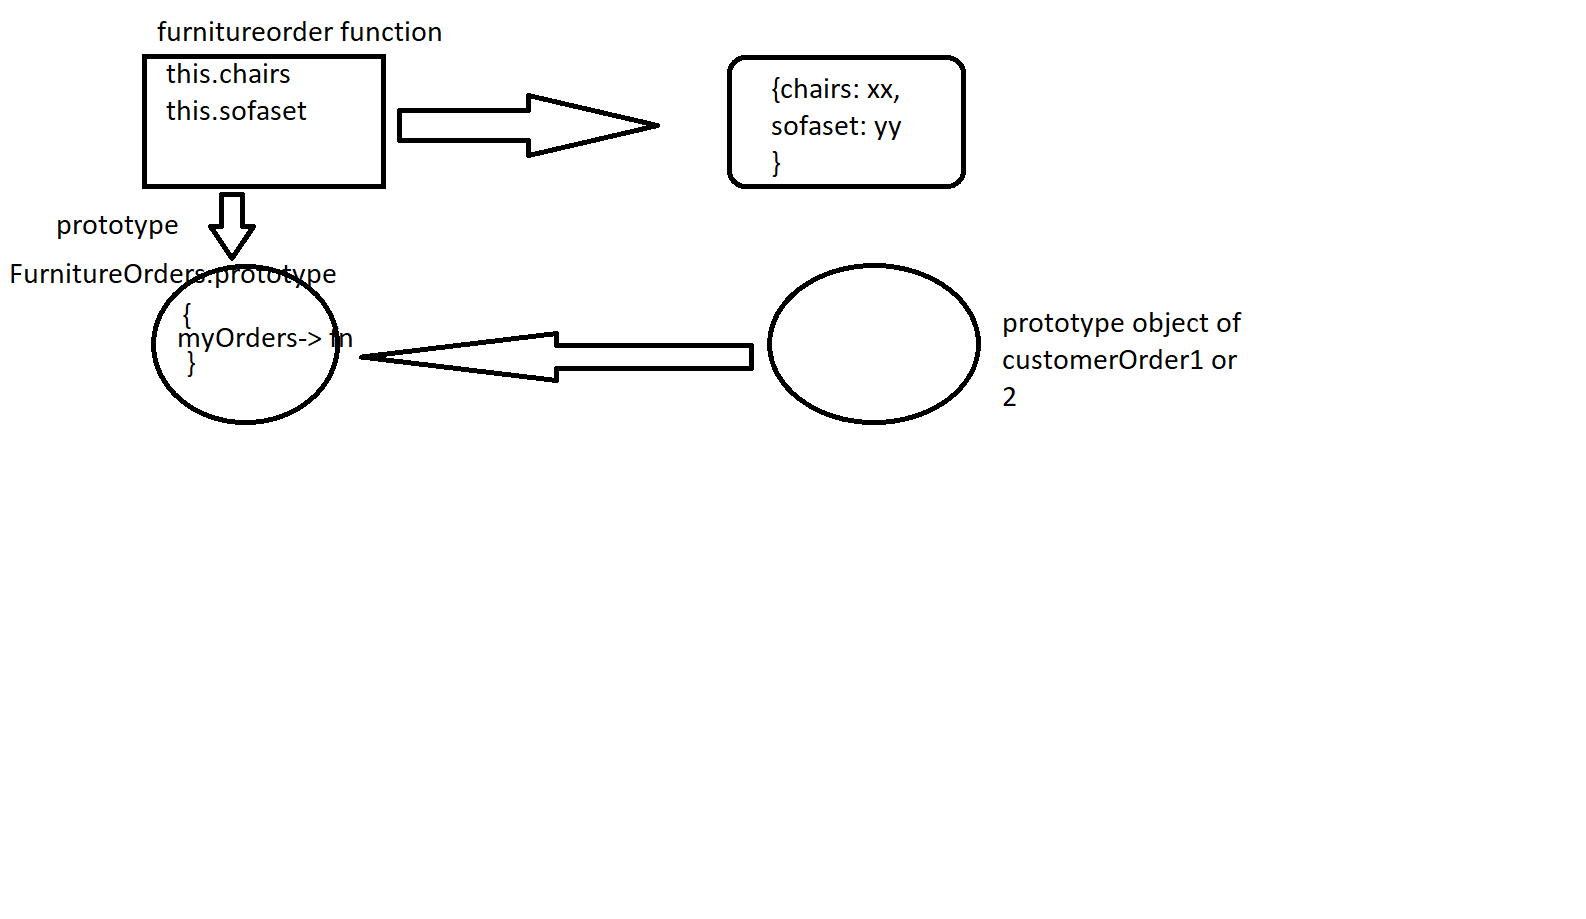 furnitureorder function
this.chairs
this.sofaset
{chairs: xx,
sofaset: yy
}
prototype
FurnitureOrders.prototype
{
myOrders-> fn
}
prototype object of
customerOrder1 or
2